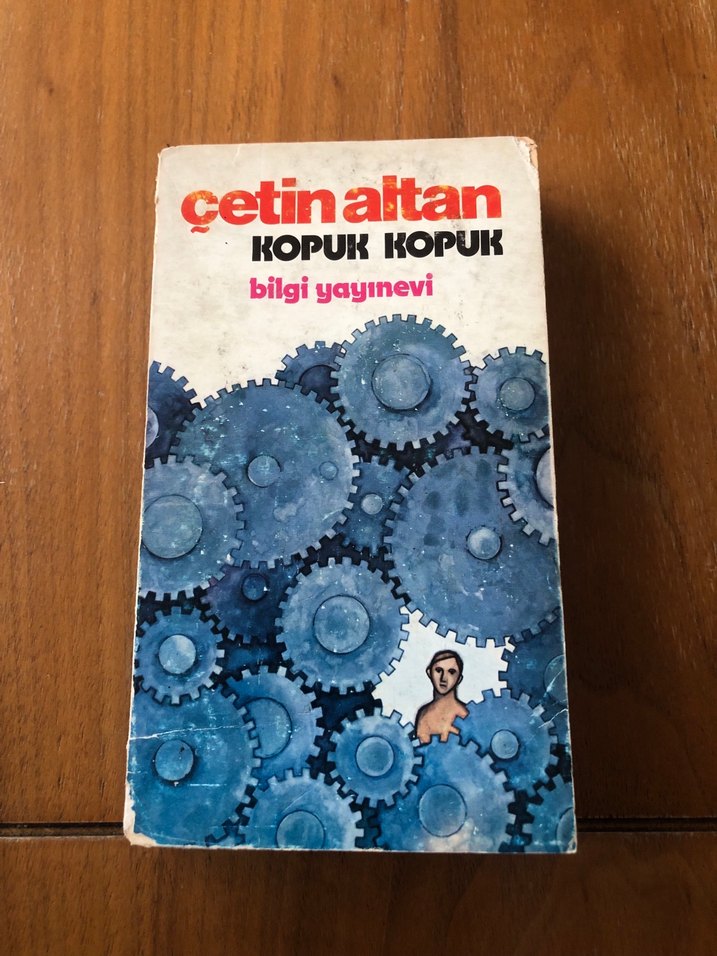 çetin altan
KOPUK KOPUK
bilgi yayınevi